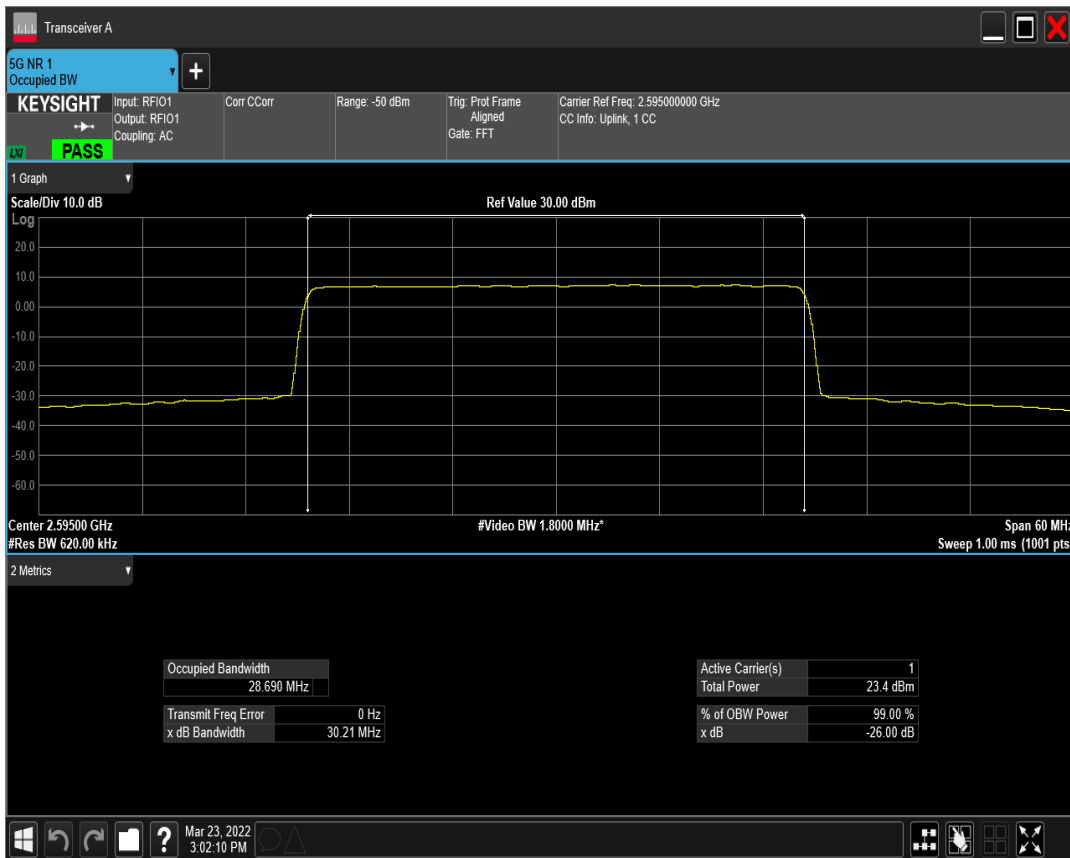 Transceiver A
5G NR 1
Occupied BW
KEYSIGHT
LXI
PASS
Input: RFIO1
Output: RFIO1
Coupling: AC
Corr CCorr
Range: -50 dBm
Trig: Prot Frame
Aligned
Gate: FFT
Carrier Ref Freq: 2.595000000 GHz
CC Info: Uplink, 1 CC
1 Graph
Scale/Div 10.0 dB
Ref Value 30.00 dBm
Log
20.0
10.0
0.00
-10.0
-20.0
-30.0
-40.0
-50.0
-60.0
Center 2.59500 GHz
#Video BW 1.8000 MHz*
Span 60 MHz
#Res BW 620.00 kHz
Sweep 1.00 ms (1001 pts
2 Metrics
Occupied Bandwidth
28.690 MHz
Transmit Freq Error 0 Hz
x dB Bandwidth 30.21 MHz
Active Carrier(s) 1
Total Power 23.4 dBm
% of OBW Power 99.00 %
x dB -26.00 dB
?
Mar 23, 2022
3:02:10 PM